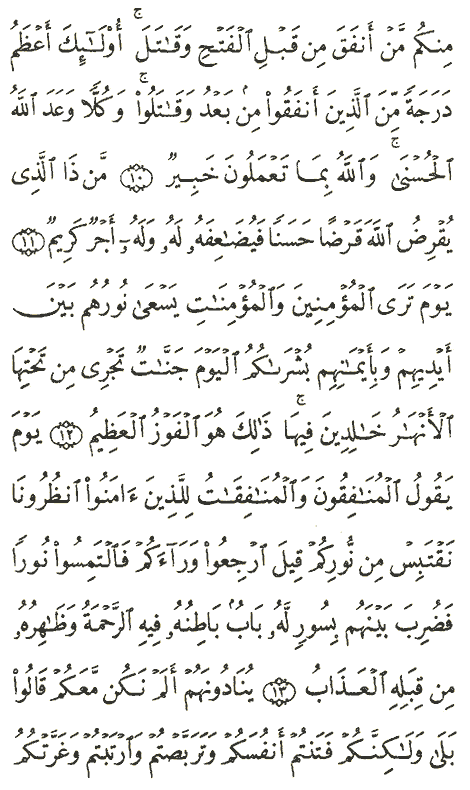 مِنكُم مَّنْ أَنفَقَ مِن قَبْلِ ٱلْفَتْحِ وَقَٰتَلَ ۚ أُو۟لَٰٓئِكَ أَعْظَمُ
دَرَجَةً مِّنَ ٱلَّذِينَ أَنفَقُوا۟ مِنۢ بَعْدُ وَقَٰتَلُوا۟ ۚ وَكُلًّا وَعَدَ ٱللَّهُ
ٱلْحُسْنَىٰ ۚ وَٱللَّهُ بِمَا تَعْمَلُونَ خَبِيرٌ ١٠ مَّن ذَا ٱلَّذِى
يُقْرِضُ ٱللَّهَ قَرْضًا حَسَنًا فَيُضَٰعِفَهُۥ لَهُۥ وَلَهُۥٓ أَجْرٌ كَرِيمٌ ١١
يَوْمَ تَرَى ٱلْمُؤْمِنِينَ وَٱلْمُؤْمِنَٰتِ يَسْعَىٰ نُورُهُم بَيْنَ
أَيْدِيهِمْ وَبِأَيْمَٰنِهِم بُشْرَىٰكُمُ ٱلْيَوْمَ جَنَّٰتٌ تَجْرِى مِن تَحْتِهَا
ٱلْأَنْهَٰرُ خَٰلِدِينَ فِيهَا ۚ ذَٰلِكَ هُوَ ٱلْفَوْزُ ٱلْعَظِيمُ ١٢ يَوْمَ
يَقُولُ ٱلْمُنَٰفِقُونَ وَٱلْمُنَٰفِقَٰتُ لِلَّذِينَ ءَامَنُوا۟ ٱنظُرُونَا
نَقْتَبِسْ مِن نُّورِكُمْ قِيلَ ٱرْجِعُوا۟ وَرَآءَكُمْ فَٱلْتَمِسُوا۟ نُورًا
فَضُرِبَ بَيْنَهُم بِسُورٍ لَّهُۥ بَابٌۢ بَاطِنُهُۥ فِيهِ ٱلرَّحْمَةُ وَظَٰهِرُهُۥ
مِن قِبَلِهِ ٱلْعَذَابُ ١٣ يُنَادُونَهُمْ أَلَمْ نَكُن مَّعَكُمْ قَالُوا۟
بَلَىٰ وَلَٰكِنَّكُمْ فَتَنتُمْ أَنفُسَكُمْ وَتَرَبَّصْتُمْ وَٱرْتَبْتُمْ وَغَرَّتْكُمُ